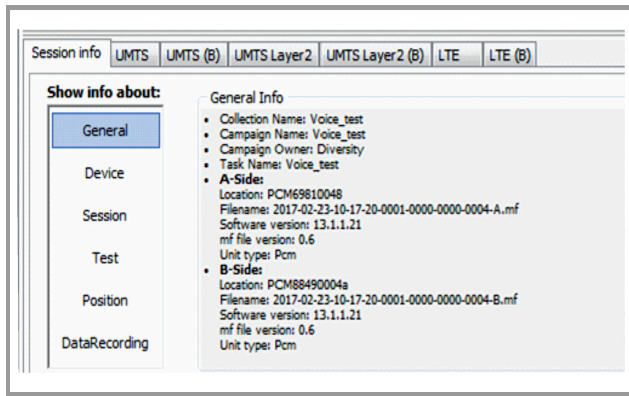 Session info UMTS UMTS (B) UMTS Layer2 UMTS Layer2 (B) LTE LTE (B)
Show info about:
General
Device
Session
Test
Position
DataRecording
General Info
• Collection Name: Voice_test
• Campaign Name: Voice_test
• Campaign Owner: Diversity
• Task Name: Voice_test
• A-Side:
Location: PCM69810048
Filename: 2017-02-23-10-17-20-0001-0000-0000-0004-A.mf
Software version: 13.1.1.21
mf file version: 0.6
Unit type: Pcm
• B-Side:
Location: PCM88490004a
Filename: 2017-02-23-10-17-20-0001-0000-0000-0004-B.mf
Software version: 13.1.1.21
mf file version: 0.6
Unit type: Pcm